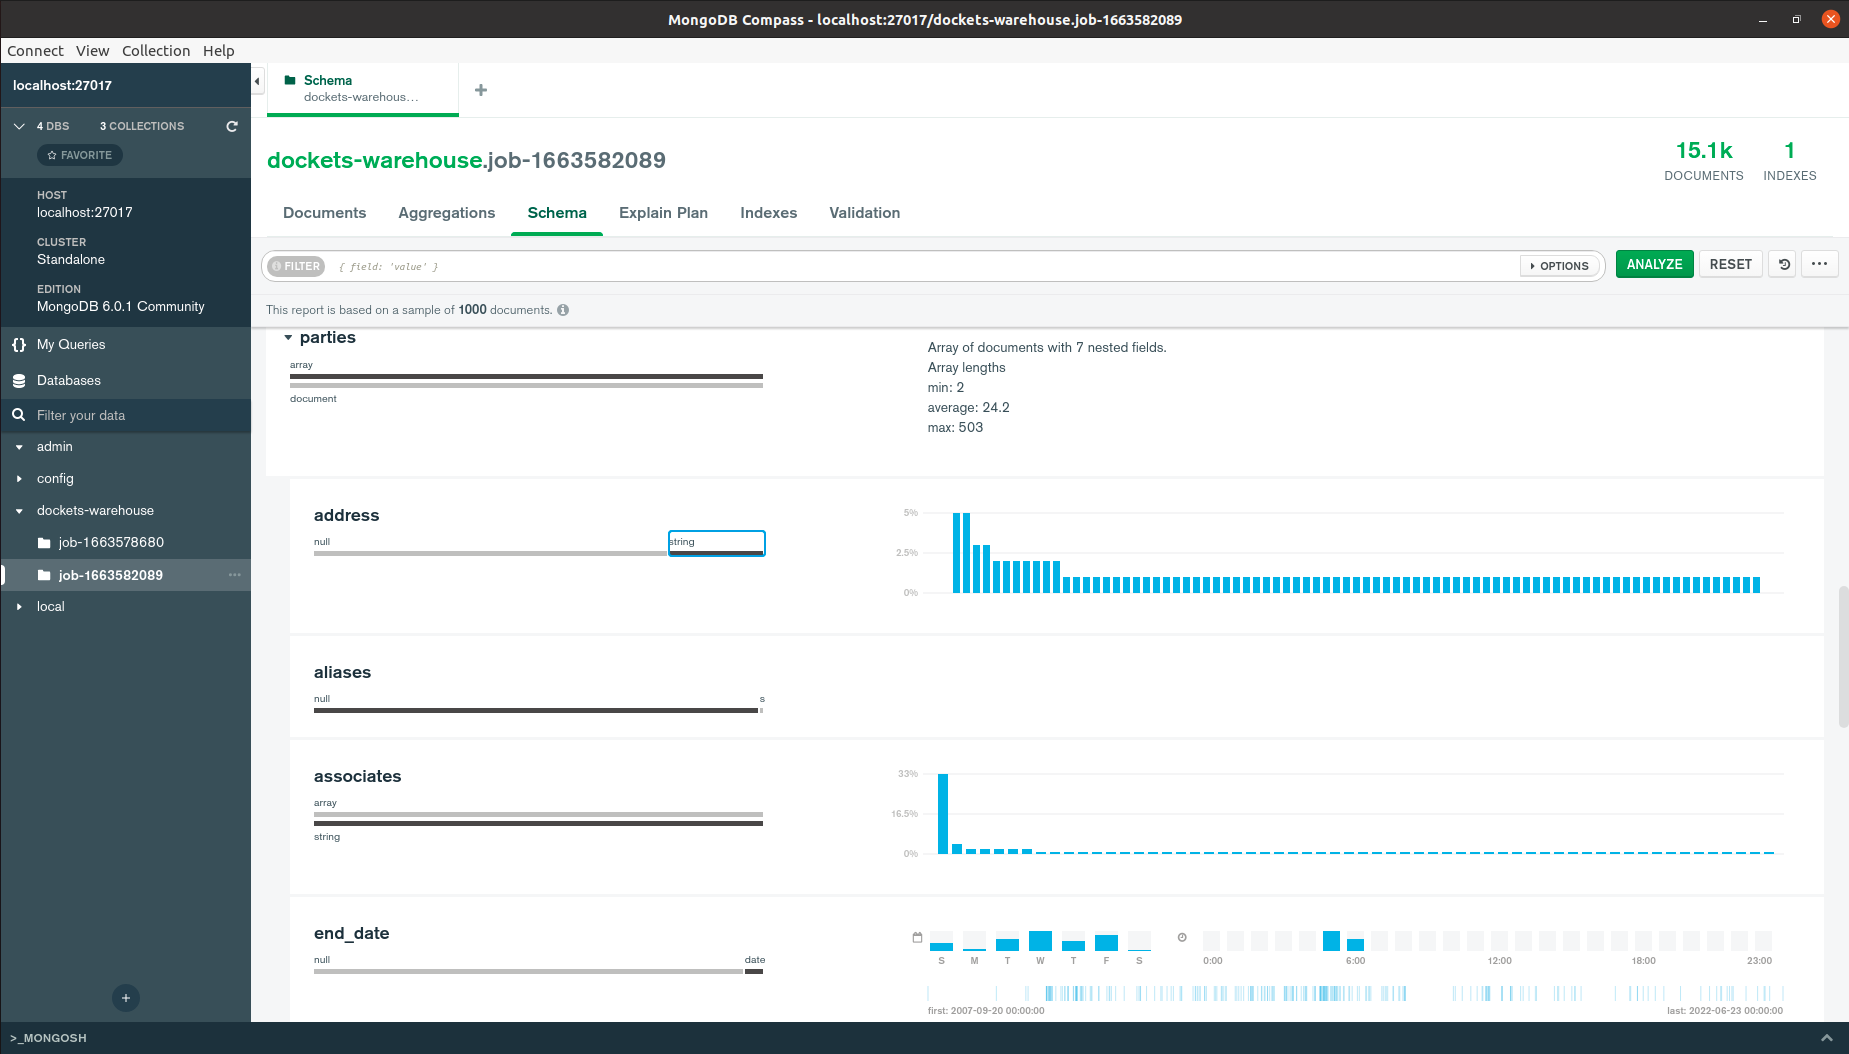 MongoDB Compass - localhost:27017/dockets-warehouse.job-1663582089
Connect View Collection Help
localhost:27017
4 DBS 3 COLLECTIONS
FAVORITE
HOST
localhost:27017
CLUSTER
Standalone
EDITION
MongoDB 6.0.1 Community
{} My Queries
Databases
Filter your data
admin
config
dockets-warehouse
job-1663578680
job-1663582089 ...
local
+
Schema
dockets-warehous...
+
dockets-warehouse.job-1663582089
15.1k
DOCUMENTS
1
INDEXES
Documents Aggregations Schema Explain Plan Indexes Validation
FILTER { field: 'value' } OPTIONS ANALYZE RESET ...
This report is based on a sample of 1000 documents.
parties
array
document
Array of documents with 7 nested fields.
Array lengths
min: 2
average: 24.2
max: 503
address
null string
5%
2.5%
0%
aliases
null s
associates
array
string
33%
16.5%
0%
end_date
null date
S M T W T F S
0:00 6:00 12:00 18:00 23:00
first: 2007-09-20 00:00:00 last: 2022-06-23 00:00:00
>_MONGOSH